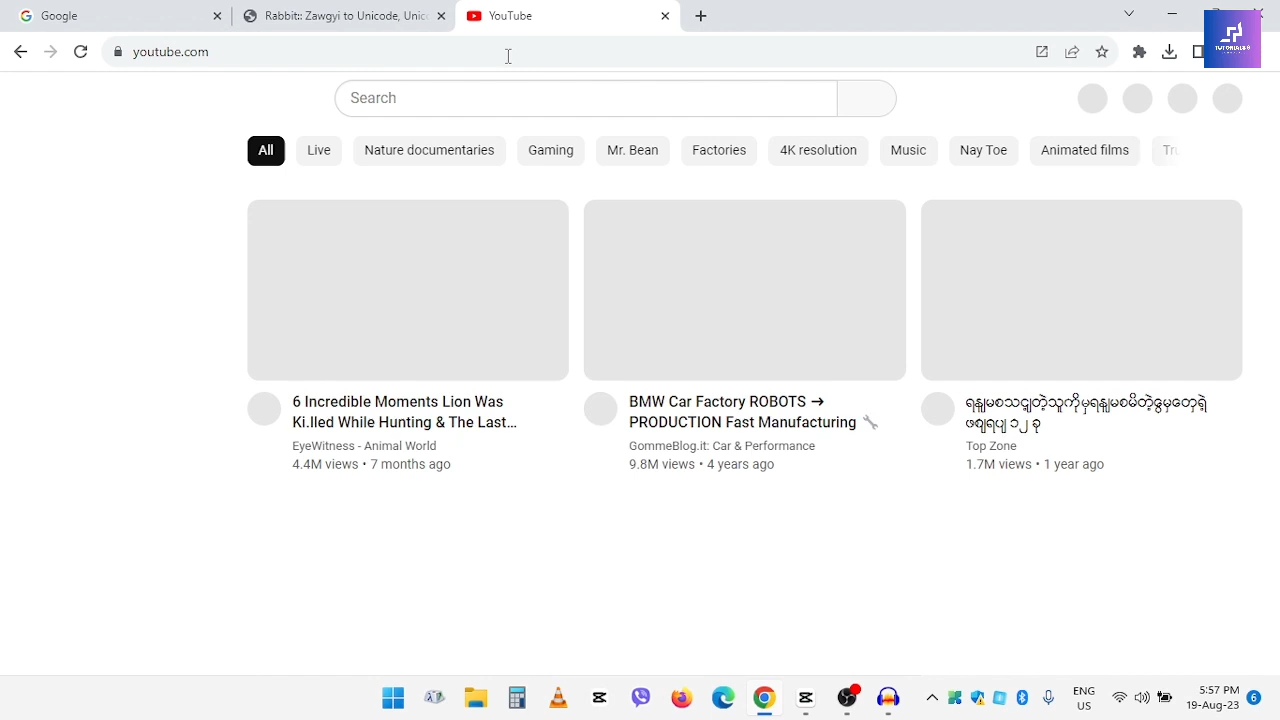 Google
Rabbit:: Zawgyi to Unicode, Unic
YouTube
youtube.com
TUTORIALES
Search
All
Live
Nature documentaries
Gaming
Mr. Bean
Factories
4K resolution
Music
Nay Toe
Animated films
Tru
6 Incredible Moments Lion Was
Ki.lled While Hunting & The Last...
EyeWitness - Animal World
4.4M views • 7 months ago
BMW Car Factory ROBOTS →
PRODUCTION Fast Manufacturing 🔧
GommeBlog.it: Car & Performance
9.8M views • 4 years ago
Top Zone
1.7M views • 1 year ago
ENG
US
5:57 PM
19-Aug-23
6